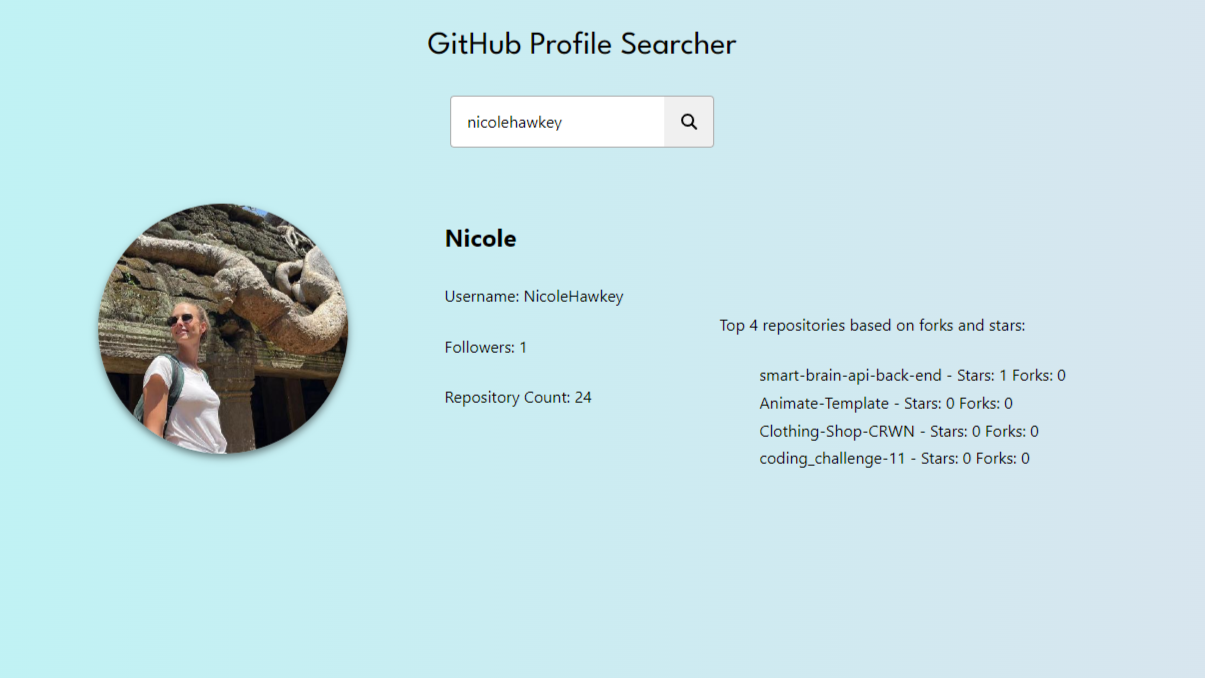 GitHub Profile Searcher
nicolehawkey
Nicole
Username: NicoleHawkey
Followers: 1
Repository Count: 24
Top 4 repositories based on forks and stars:
smart-brain-api-back-end - Stars: 1 Forks: 0
Animate-Template - Stars: 0 Forks: 0
Clothing-Shop-CRWN - Stars: 0 Forks: 0
coding_challenge-11 - Stars: 0 Forks: 0